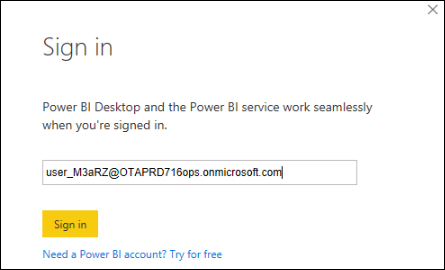 Sign in
Power BI Desktop and the Power BI service work seamlessly
when you're signed in.
user_M3aRZ@OTAPRD716ops.onmicrosoft.com
Sign in
Need a Power BI account? Try for free